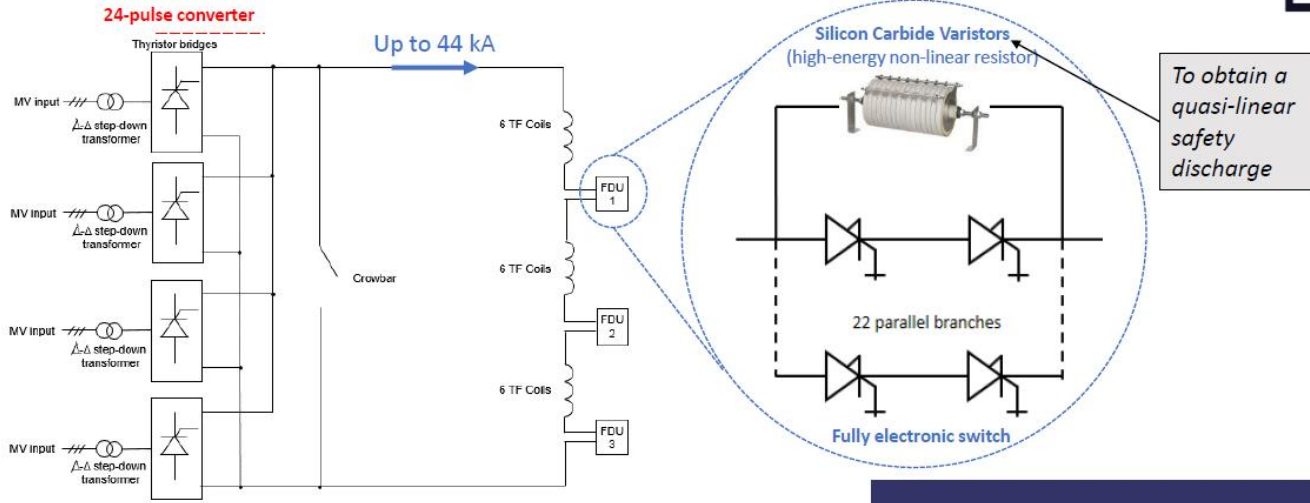 24-pulse converter
Thyristor bridges
MV input
Δ-Δ step-down
transformer
MV input
Δ-Δ step-down
transformer
MV input
Δ-Δ step-down
transformer
MV input
Δ-Δ step-down
transformer
Up to 44 kA
Crowbar
6 TF Coils
FDU
1
6 TF Coils
FDU
2
6 TF Coils
FDU
3
Silicon Carbide Varistors
(high-energy non-linear resistor)
22 parallel branches
Fully electronic switch
To obtain a
quasi-linear
safety
discharge